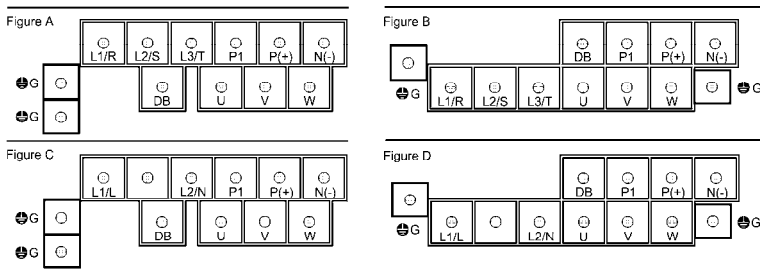 Figure A
L1/R L2/S L3/T P1 P(+) N(-)
G
DB U V W
G
Figure B
DB P1 P(+) N(-)
G L1/R L2/S L3/T U V W G
Figure C
L1/L L2/N P1 P(+) N(-)
G
DB U V W
G
Figure D
DB P1 P(+) N(-)
G L1/L L2/N U V W G